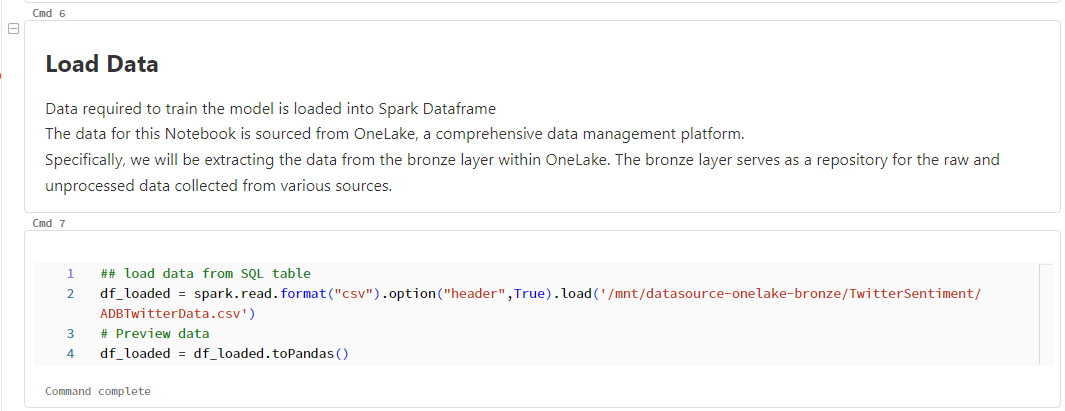 Cmd 6
Load Data
Data required to train the model is loaded into Spark Dataframe
The data for this Notebook is sourced from OneLake, a comprehensive data management platform.
Specifically, we will be extracting the data from the bronze layer within OneLake. The bronze layer serves as a repository for the raw and
unprocessed data collected from various sources.
Cmd 7
1 ## load data from SQL table
2 df_loaded = spark.read.format("csv").option("header",True).load('/mnt/datasource-onelake-bronze/TwitterSentiment/
ADBTwitterData.csv')
3 # Preview data
4 df_loaded = df_loaded.toPandas()
Command complete